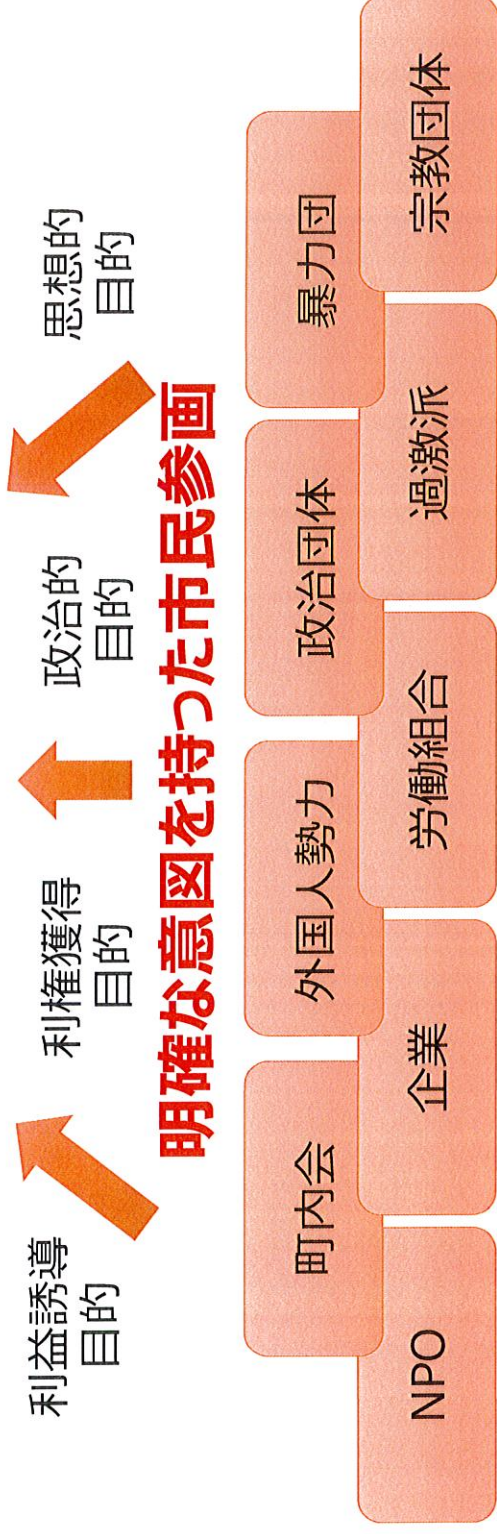 利益誘導
目的
利権獲得
目的
政治的
目的
思想的
目的
明確な意図を持った市民参画
町内会
外国人勢力
政治団体
暴力団
NPO
企業
労働組合
過激派
宗教団体